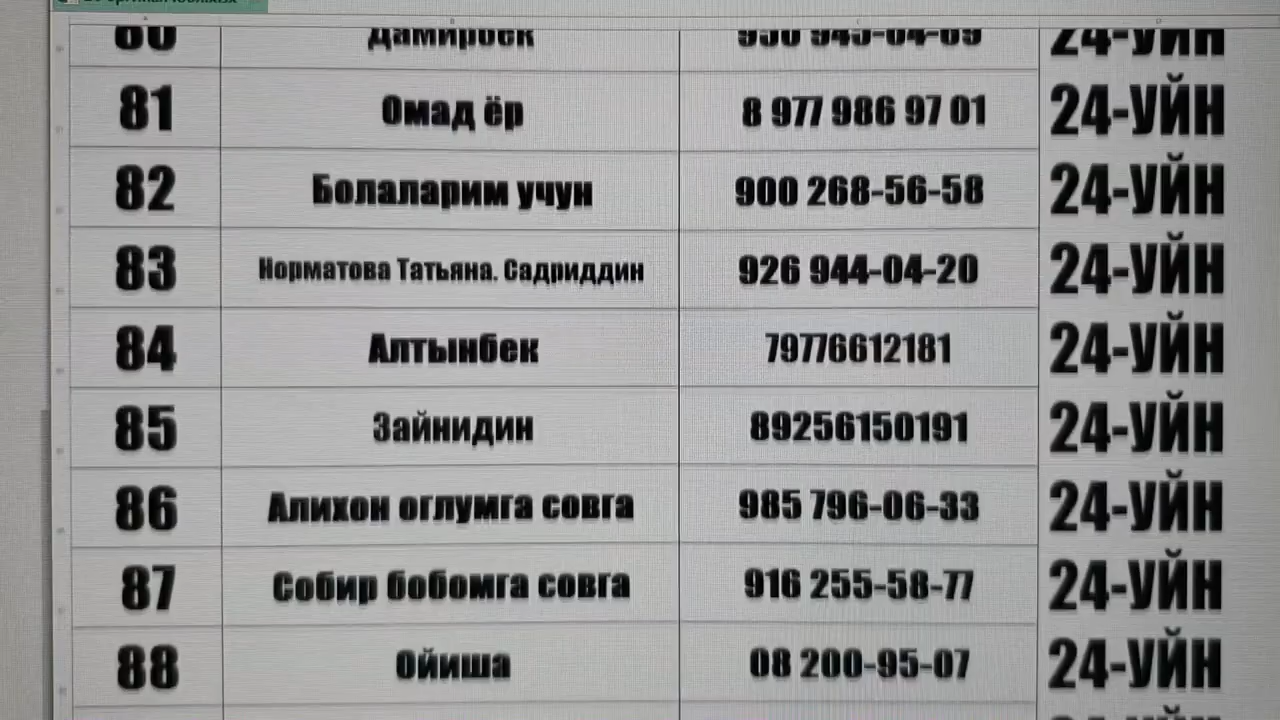 81 Омад ёр 8 977 986 97 01 24-УЙН
82 Болаларим учун 900 268-56-58 24-УЙН
83 Норматова Татьяна. Садриддин 926 944-04-20 24-УЙН
84 Алтынбек 79776612181 24-УЙН
85 Зайнидин 89256150191 24-УЙН
86 Алихон оглумга совга 985 796-06-33 24-УЙН
87 Собир бобомга совга 916 255-58-77 24-УЙН
88 Ойиша 08 200-95-07 24-УЙН